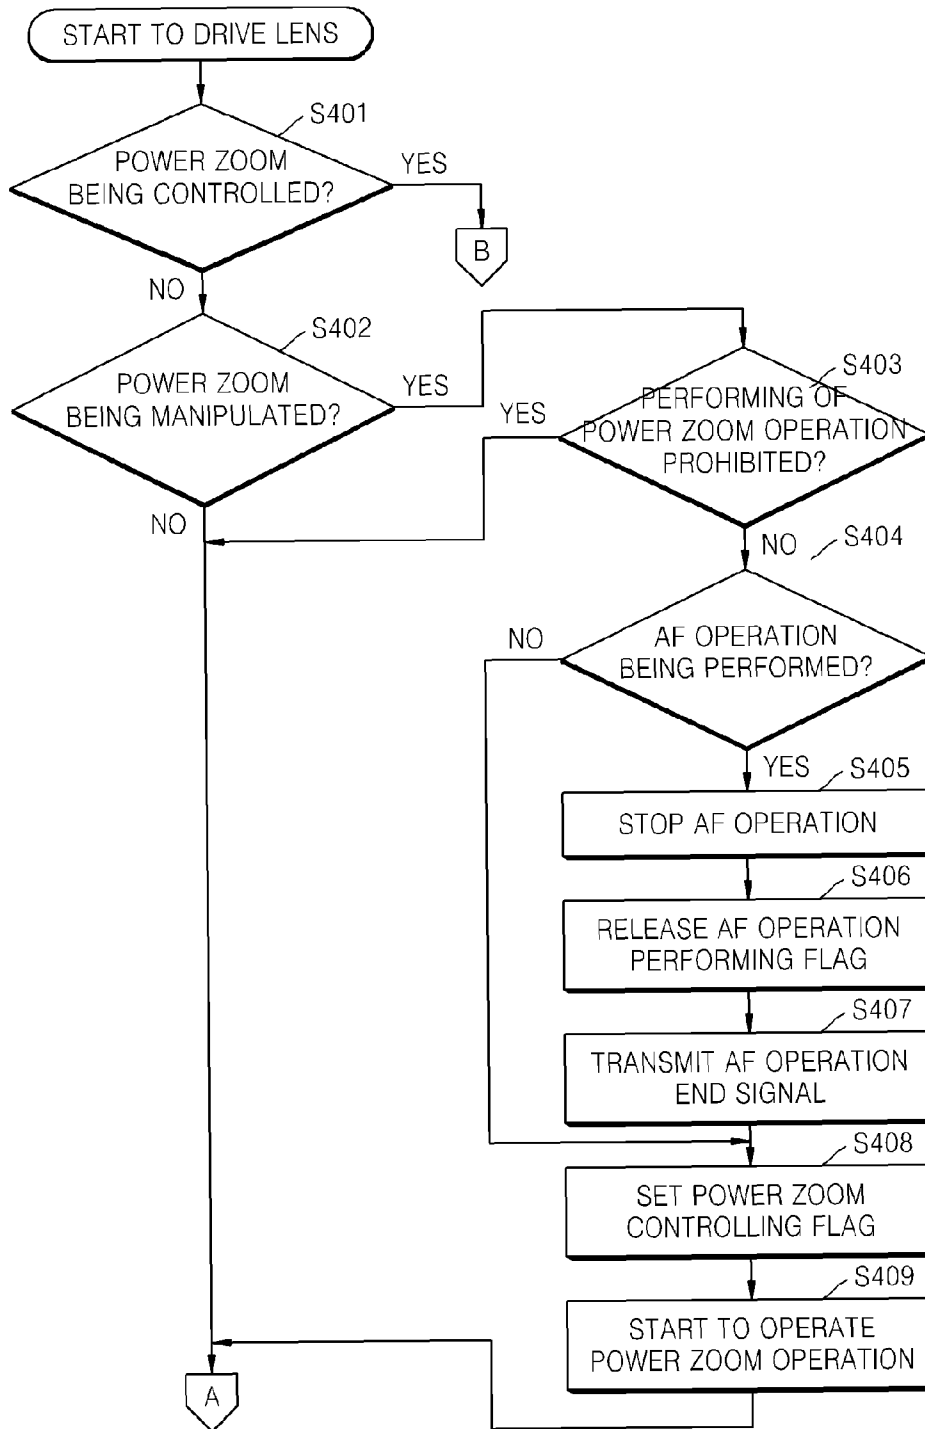 START TO DRIVE LENS
S401
POWER ZOOM
BEING CONTROLLED?
YES
B
NO
S402
POWER ZOOM
BEING MANIPULATED?
YES
NO
S403
PERFORMING OF
POWER ZOOM OPERATION
PROHIBITED?
YES
NO
S404
AF OPERATION
BEING PERFORMED?
NO
YES
S405
STOP AF OPERATION
S406
RELEASE AF OPERATION
PERFORMING FLAG
S407
TRANSMIT AF OPERATION
END SIGNAL
S408
SET POWER ZOOM
CONTROLLING FLAG
S409
START TO OPERATE
POWER ZOOM OPERATION
A